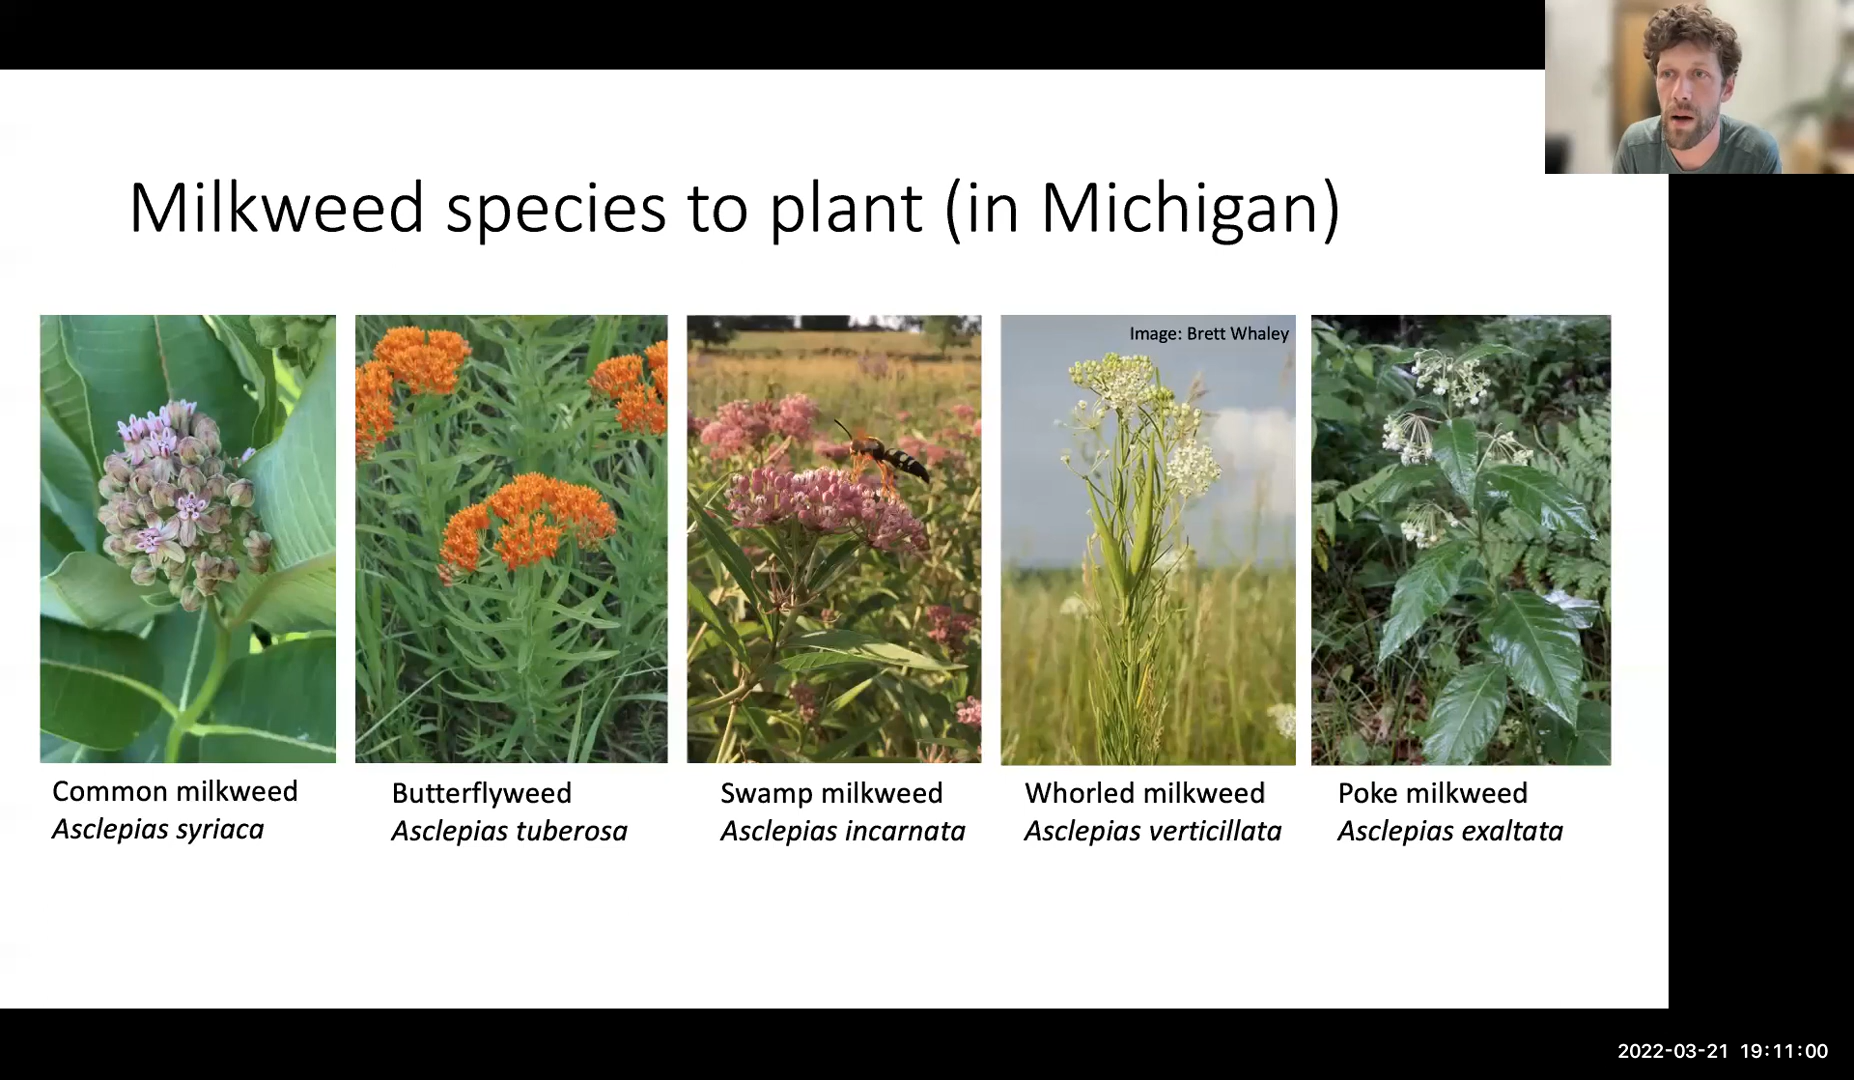 Milkweed species to plant (in Michigan)
Image: Brett Whaley
Common milkweed
Asclepias syriaca
Butterflyweed
Asclepias tuberosa
Swamp milkweed
Asclepias incarnata
Whorled milkweed
Asclepias verticillata
Poke milkweed
Asclepias exaltata
2022-03-21 19:11:00